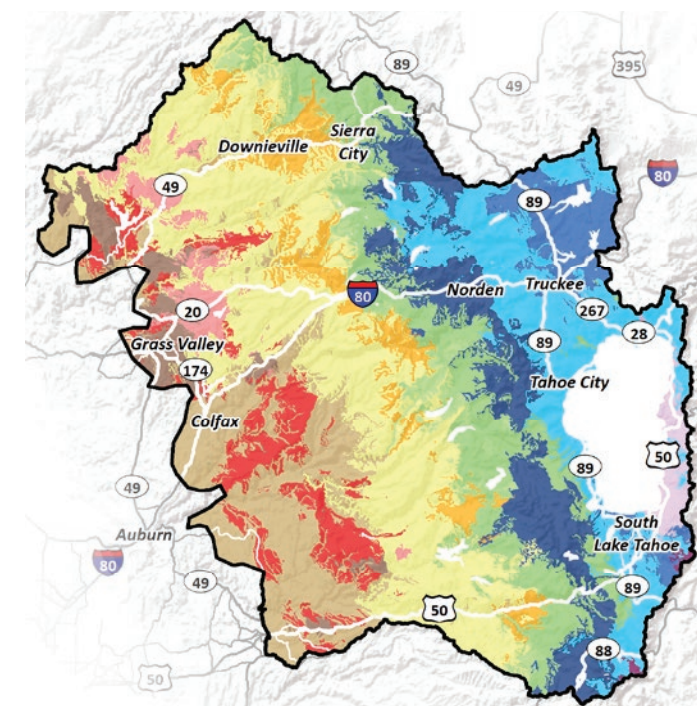 89
395
49
80
Sierra
City
Downieville
49
89
80
Norden
Truckee
20
267
28
Grass Valley
89
174
Tahoe City
Colfax
50
89
49
South
Lake Tahoe
Auburn
80
49
89
50
88
50